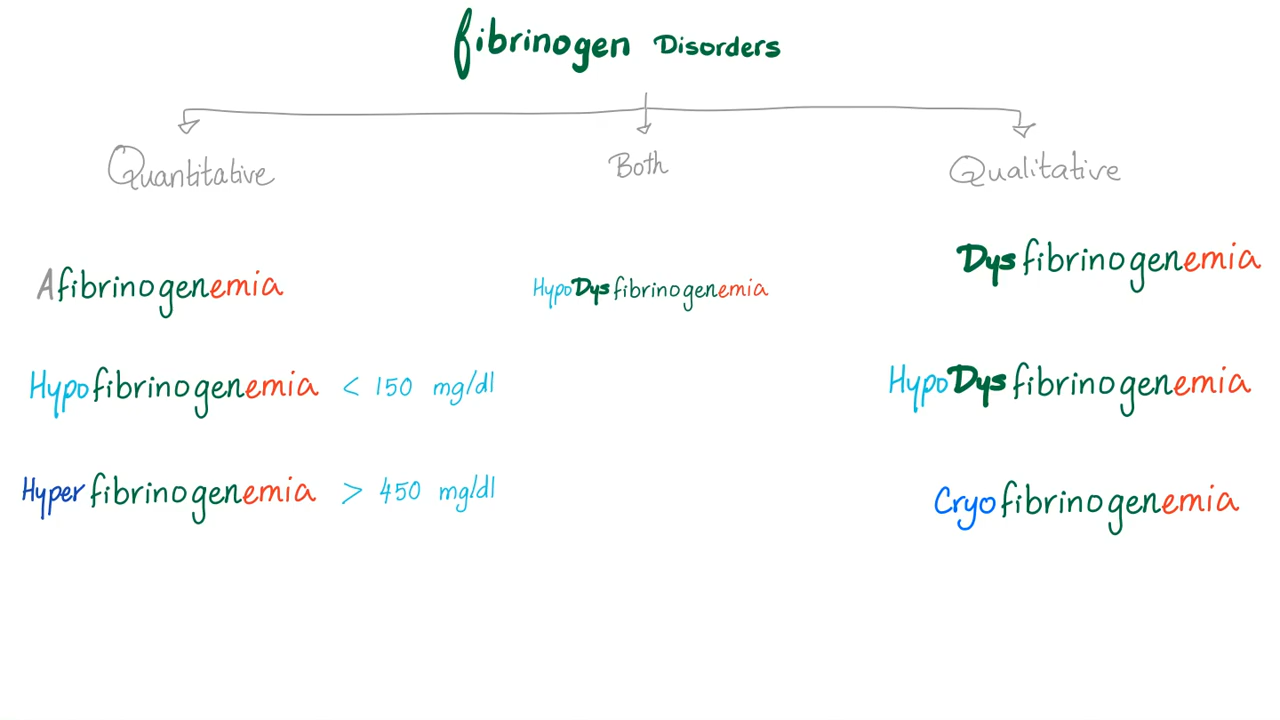 fibrinogen Disorders
Quantitative
Both
Qualitative
Afibrinogenemia
Hypofibrinogenemia < 150 mg/dl
Hyperfibrinogenemia > 450 mg/dl
HypoDysfibrinogenemia
Dysfibrinogenemia
HypoDysfibrinogenemia
Cryofibrinogenemia